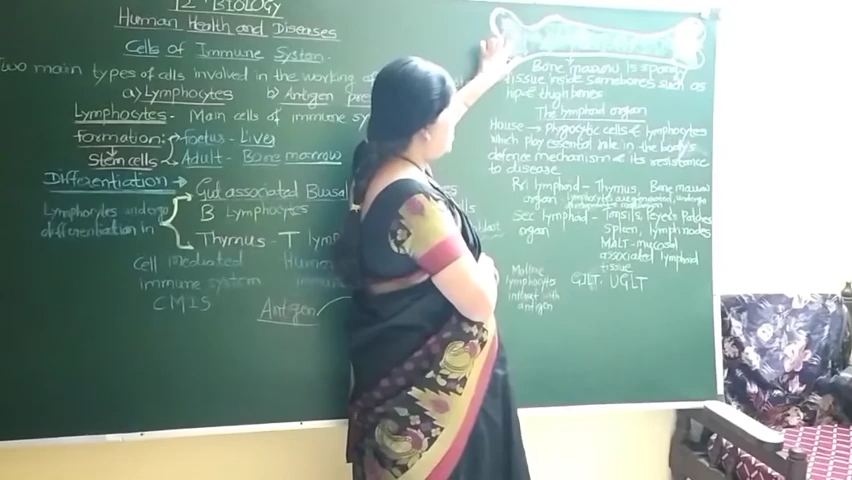 12 BIOLOGY
Human Health and Diseases
Cells of Immune System.
Two main types of cells involved in the working of
a) Lymphocytes b) Antigen pres
Lymphocytes - Main cells of immune sy
formation: Foetus - Liver
Stem cells Adult - Bone marrow
Differentiation → Gut associated Bursal
Lymphocytes undergo differentiation in
B Lymphocytes
Thymus - T lymp
Cell mediated
immune system
CMIS
Antigen
Bone marrow is spongy
tissue inside some bones such as
hip & thigh bones
The lymphoid organ
House → Phygocytic cells & lymphocytes
which play essential role in the body's
defence mechanism & its resistance
to disease
Pri lymphoid - Thymus, Bone marrow
organ
Sec lymphoid - Tonsils, Peyer's Patches
organ Spleen, lymph nodes
MALT - mucosal
associated lymphoid
tissue
GALT. UGLT
Mature
lymphocytes
interact with
antigen